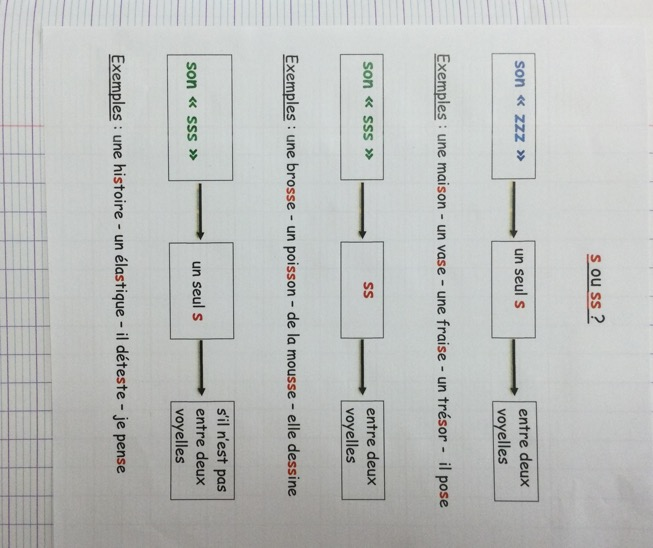 s ou ss ?
son « zzz »
un seul s
entre deux
voyelles
Exemples : une maison - un vase - une fraise - un trésor - il pose
son « sss »
ss
entre deux
voyelles
Exemples : une brosse - un poisson - de la mousse - elle dessine
son « sss »
un seul s
s'il n'est pas
entre deux
voyelles
Exemples : une histoire - un élastique - il déteste - je pense